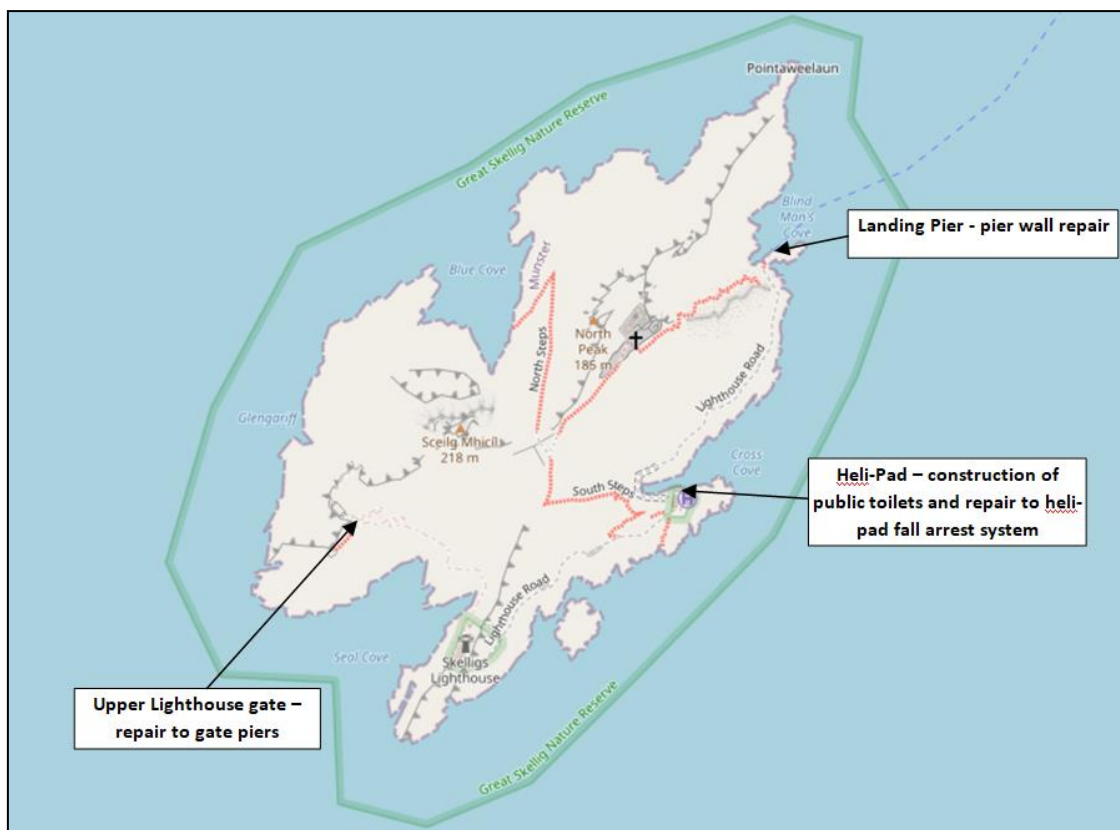 Pointaweelaun
Great Skellig Nature Reserve
Blind
Man's
Cove
Landing Pier - pier wall repair
Blue Cove
Munster
North
Peak
185 m
North Steps
Lighthouse Road
Glengariff
Sceilg Mhicíl
218 m
Cross
Cove
South Steps
Heli-Pad – construction of
public toilets and repair to heli-
pad fall arrest system
Lighthouse Road
Seal Cove
Skelligs
Lighthouse
Upper Lighthouse gate –
repair to gate piers
Great Skellig Nature Reserve